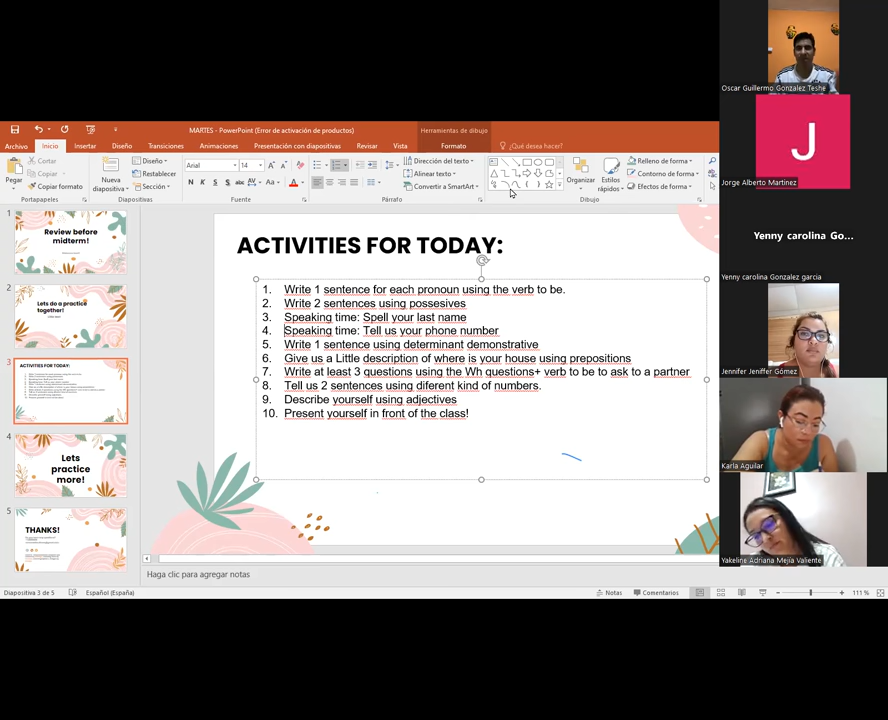 MARTES - PowerPoint (Error de activación de productos)
Herramientas de dibujo
Archivo
Inicio
Insertar
Diseño
Transiciones
Animaciones
Presentación con diapositivas
Revisar
Vista
Formato
¿Qué desea hacer?
Pegar
Cortar
Copiar
Copiar formato
Portapapeles
Nueva diapositiva
Diseño
Restablecer
Sección
Diapositivas
Arial
14
N K S
Aa
Fuente
Dirección del texto
Alinear texto
Convertir a SmartArt
Párrafo
Organizar
Estilos rápidos
Relleno de forma
Contorno de forma
Efectos de forma
Dibujo
1
Review before
midterm!
2
Lets do a practice
together!
3
ACTIVITIES FOR TODAY:
4
Lets
practice
more!
5
THANKS!
ACTIVITIES FOR TODAY:
1. Write 1 sentence for each pronoun using the verb to be.
2. Write 2 sentences using possesives
3. Speaking time: Spell your last name
4. Speaking time: Tell us your phone number
5. Write 1 sentence using determinant demonstrative
6. Give us a Little description of where is your house using prepositions
7. Write at least 3 questions using the Wh questions+ verb to be to ask to a partner
8. Tell us 2 sentences using diferent kind of numbers.
9. Describe yourself using adjectives
10. Present yourself in front of the class!
Haga clic para agregar notas
Diapositiva 3 de 5
Español (España)
Notas
Comentarios
111 %
Oscar Guillermo Gonzalez Teshe
J
Jorge Alberto Martinez
Yenny carolina Go...
Yenny carolina Gonzalez garcia
Jennifer Jeniffer Gómez
Karla Aguilar
Yakeline Adriana Mejía Valiente